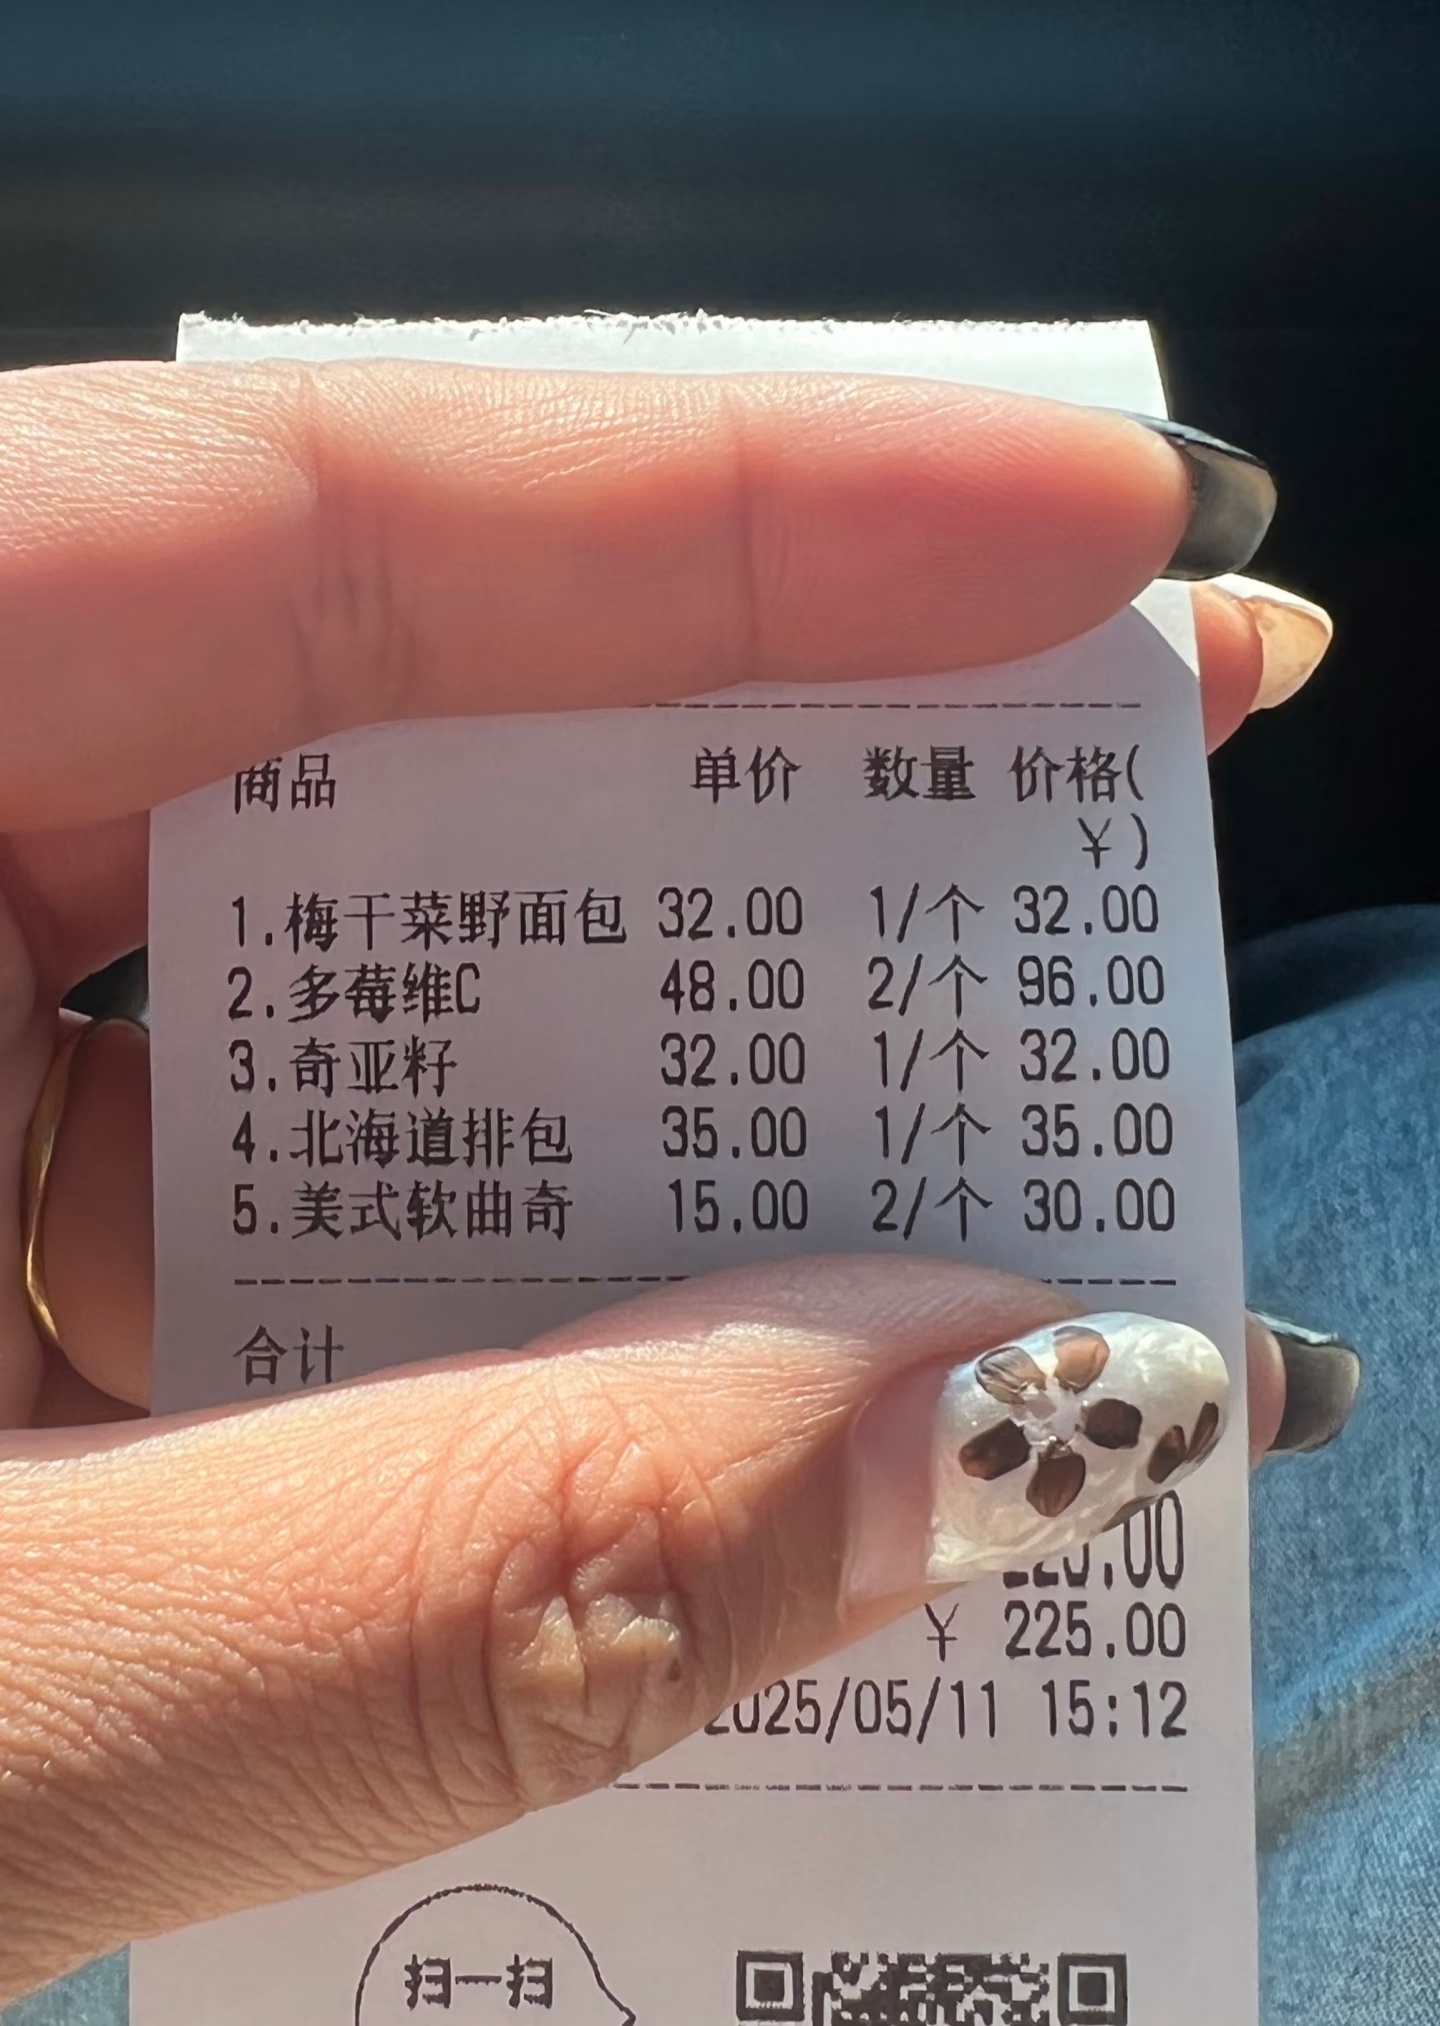 商品 单价 数量 价格(
¥)
1.梅干菜野面包 32.00 1/个 32.00
2.多莓维C 48.00 2/个 96.00
3.奇亚籽 32.00 1/个 32.00
4.北海道排包 35.00 1/个 35.00
5.美式软曲奇 15.00 2/个 30.00
合计
¥ 225.00
2025/05/11 15:12
扫一扫